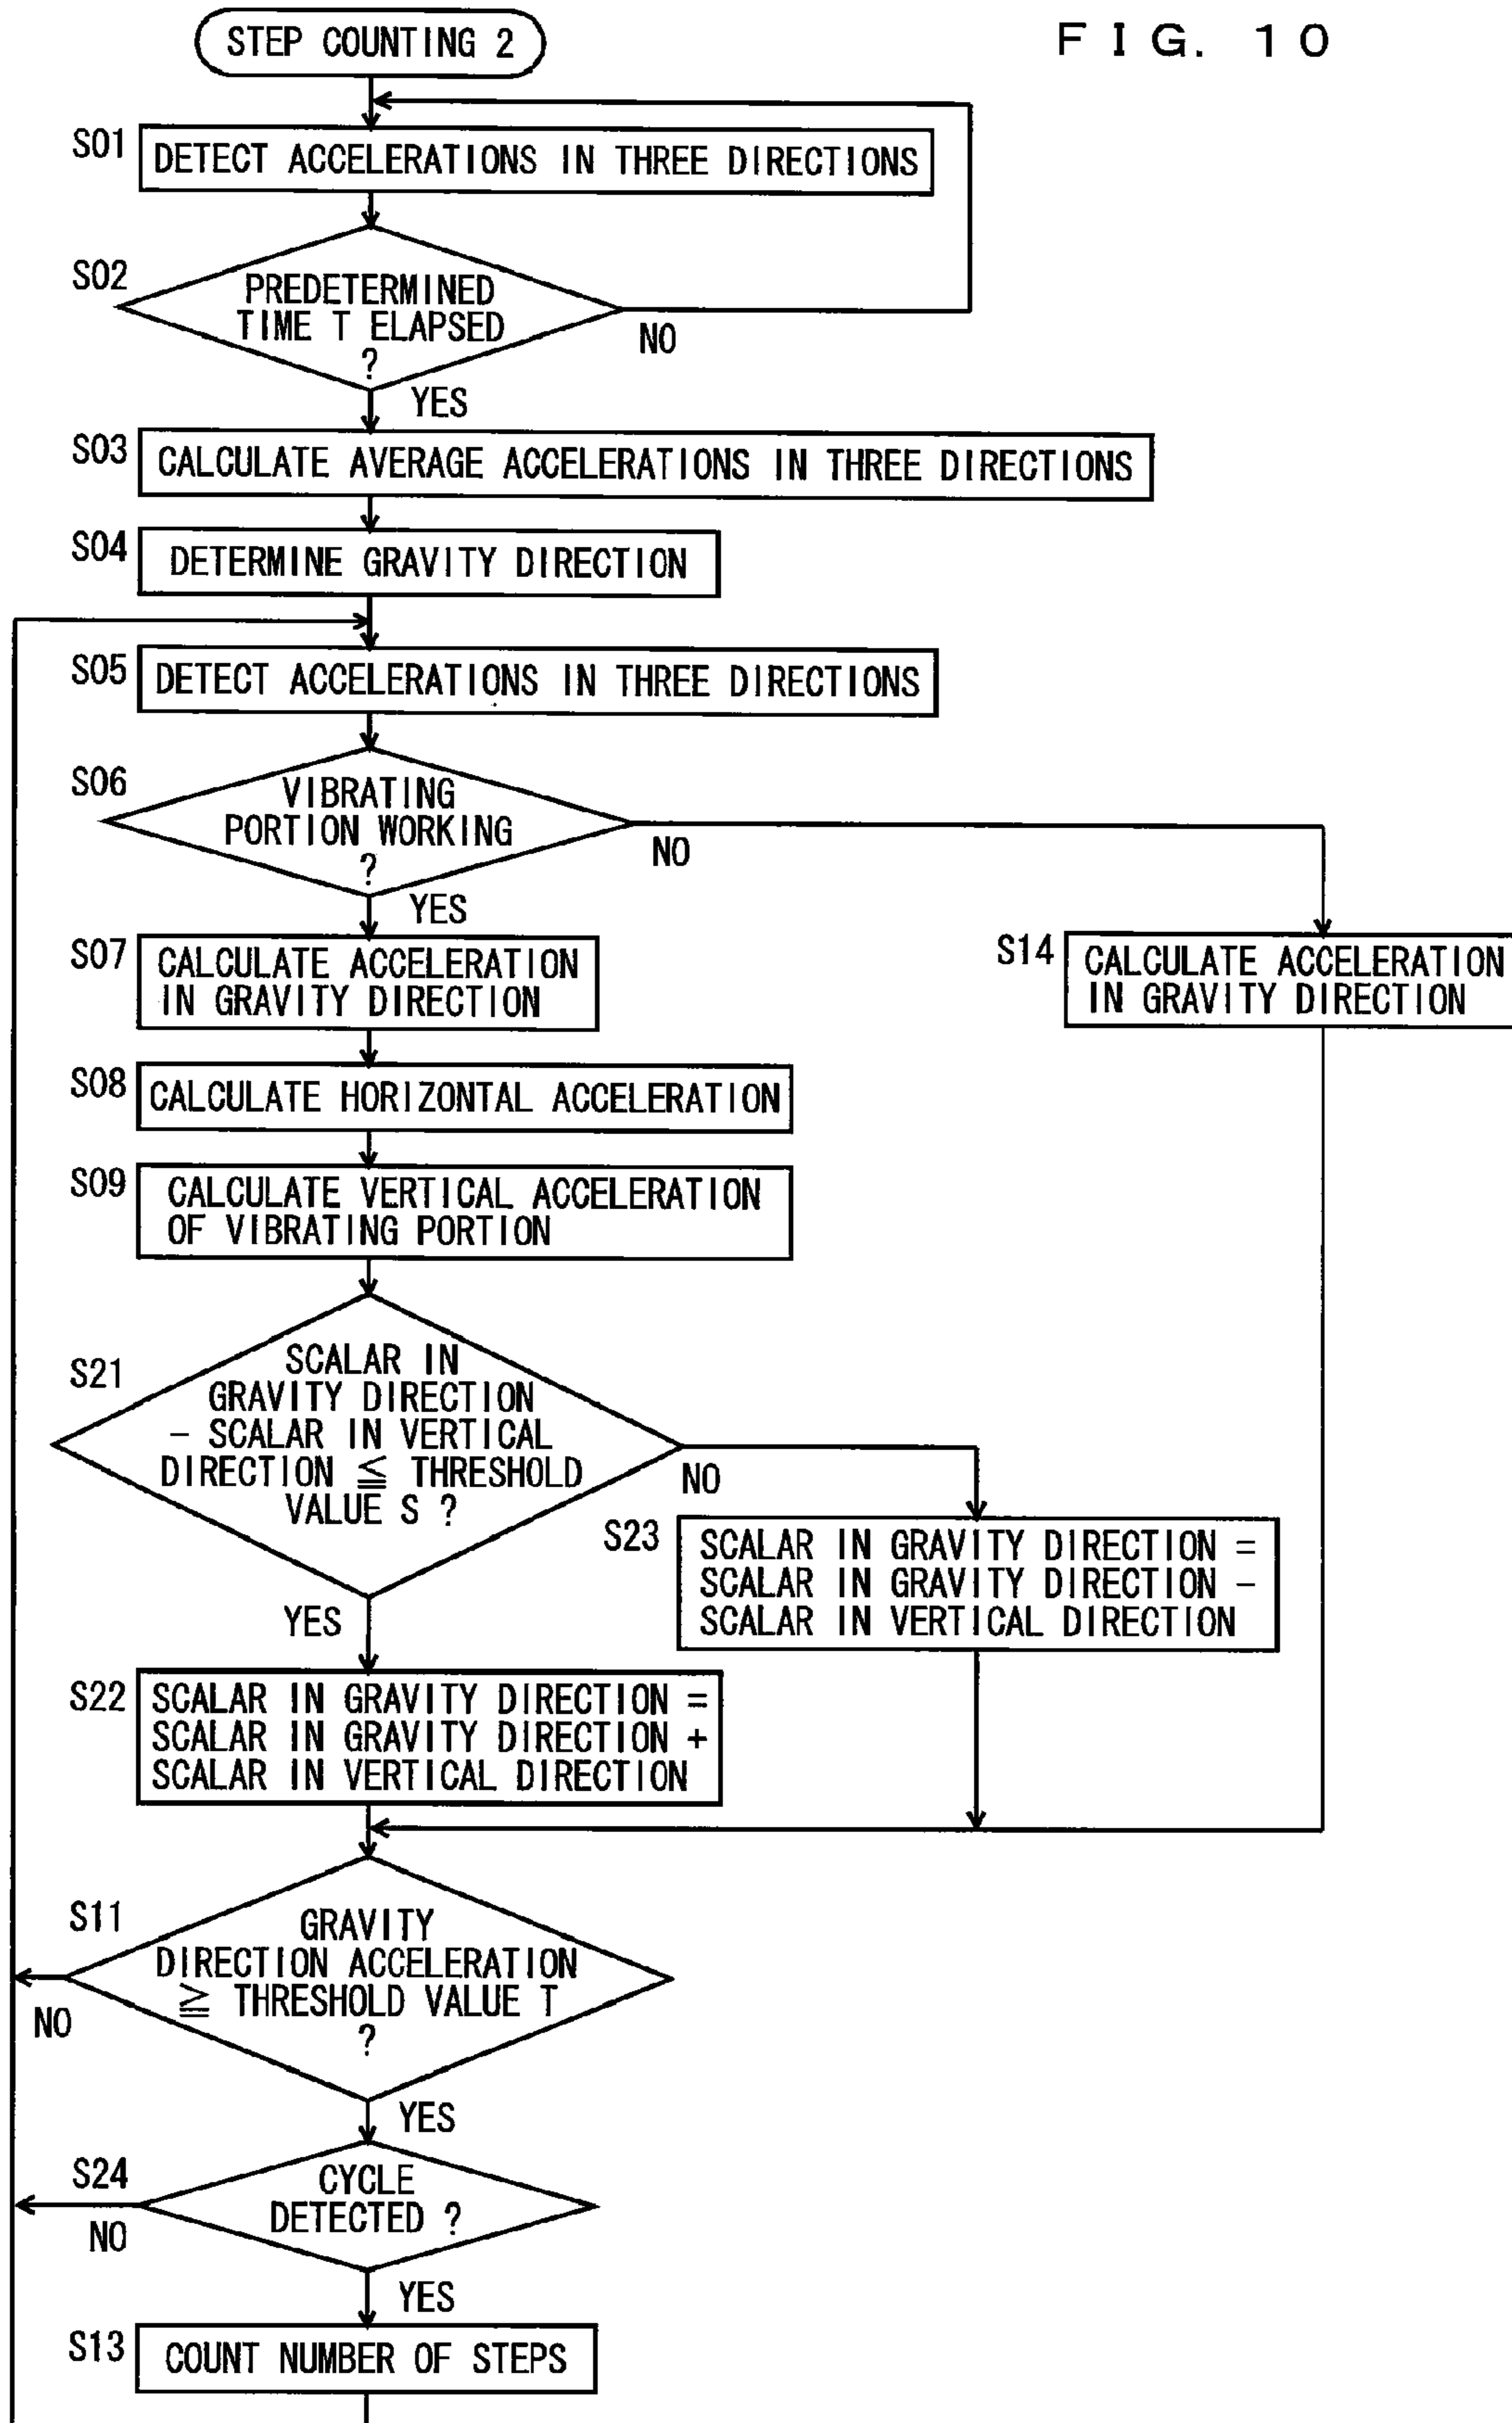 STEP COUNTING 2
FIG. 10
S01
DETECT ACCELERATIONS IN THREE DIRECTIONS
S02
PREDETERMINED
TIME T ELAPSED
?
NO
YES
S03
CALCULATE AVERAGE ACCELERATIONS IN THREE DIRECTIONS
S04
DETERMINE GRAVITY DIRECTION
S05
DETECT ACCELERATIONS IN THREE DIRECTIONS
S06
VIBRATING
PORTION WORKING
?
NO
YES
S07
CALCULATE ACCELERATION
IN GRAVITY DIRECTION
S14
CALCULATE ACCELERATION
IN GRAVITY DIRECTION
S08
CALCULATE HORIZONTAL ACCELERATION
S09
CALCULATE VERTICAL ACCELERATION
OF VIBRATING PORTION
S21
SCALAR IN
GRAVITY DIRECTION
- SCALAR IN VERTICAL
DIRECTION ≦ THRESHOLD
VALUE S ?
NO
YES
S23
SCALAR IN GRAVITY DIRECTION =
SCALAR IN GRAVITY DIRECTION -
SCALAR IN VERTICAL DIRECTION
S22
SCALAR IN GRAVITY DIRECTION =
SCALAR IN GRAVITY DIRECTION +
SCALAR IN VERTICAL DIRECTION
S11
GRAVITY
DIRECTION ACCELERATION
≧ THRESHOLD VALUE T
?
NO
YES
S24
CYCLE
DETECTED ?
NO
YES
S13
COUNT NUMBER OF STEPS